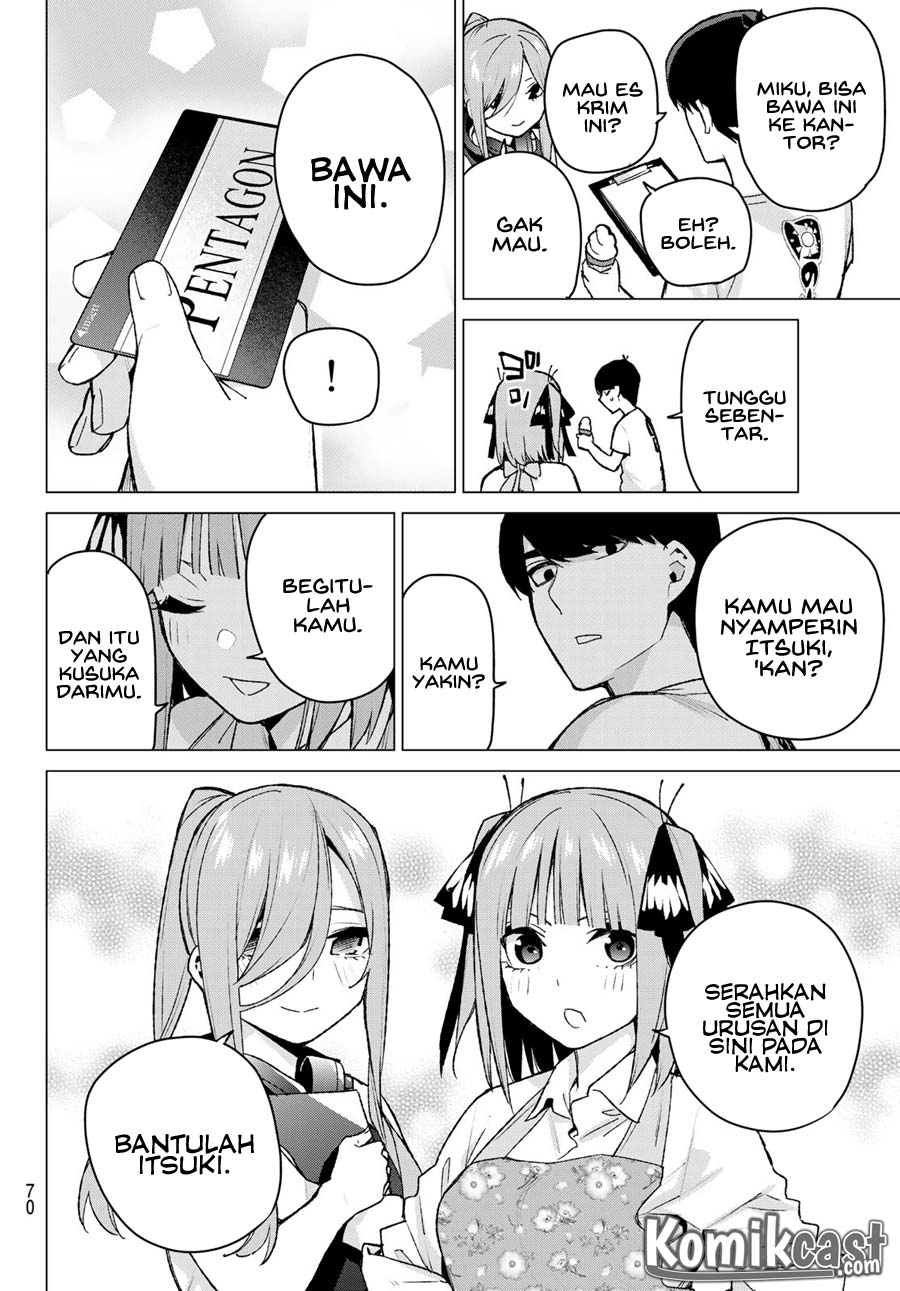 MIKU, BISA
BAWA INI
KE KAN-
TOR?
MAU ES
KRIM
INI?
EH?
BOLEH.
GAK
MAU.
TUNGGU
SEBEN-
TAR.
BAWA
INI.
PENTAGON
!
KAMU MAU
NYAMPERIN
ITSUKI,
'KAN?
KAMU
YAKIN?
BEGITU-
LAH
KAMU.
DAN ITU
YANG
KUSUKA
DARIMU.
SERAHKAN
SEMUA
URUSAN DI
SINI PADA
KAMI.
BANTULAH
ITSUKI.
70
Komikcast
.com